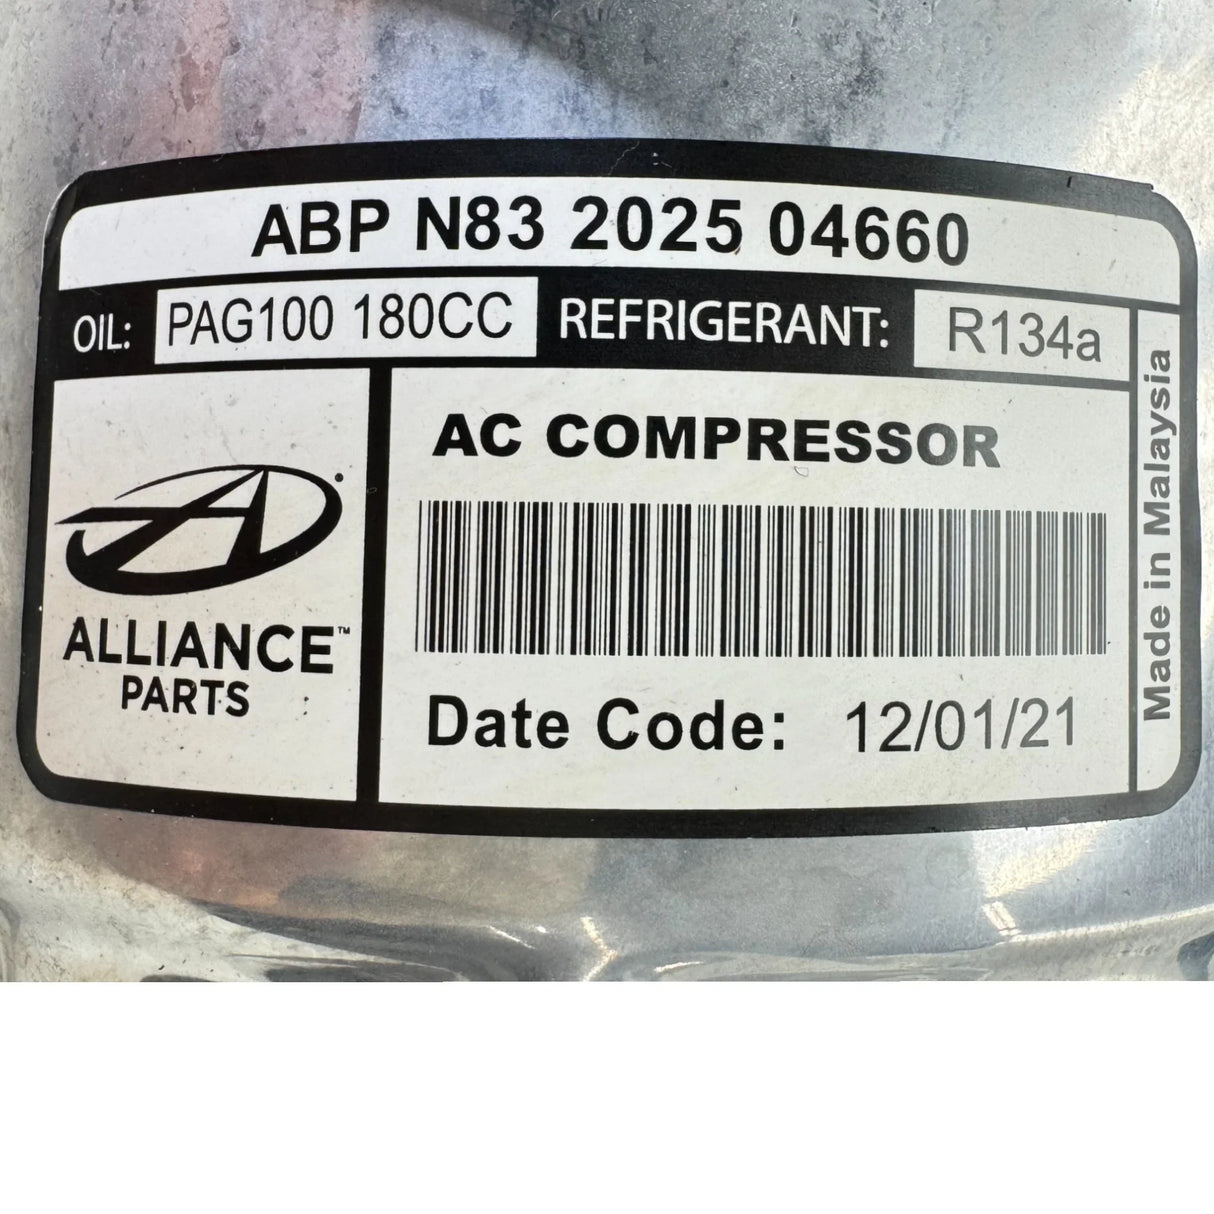 ABP N83 2025 04660
OIL: PAG100 180CC REFRIGERANT: R134a
AC COMPRESSOR
ALLIANCE™
PARTS
Date Code: 12/01/21
Made in Malaysia